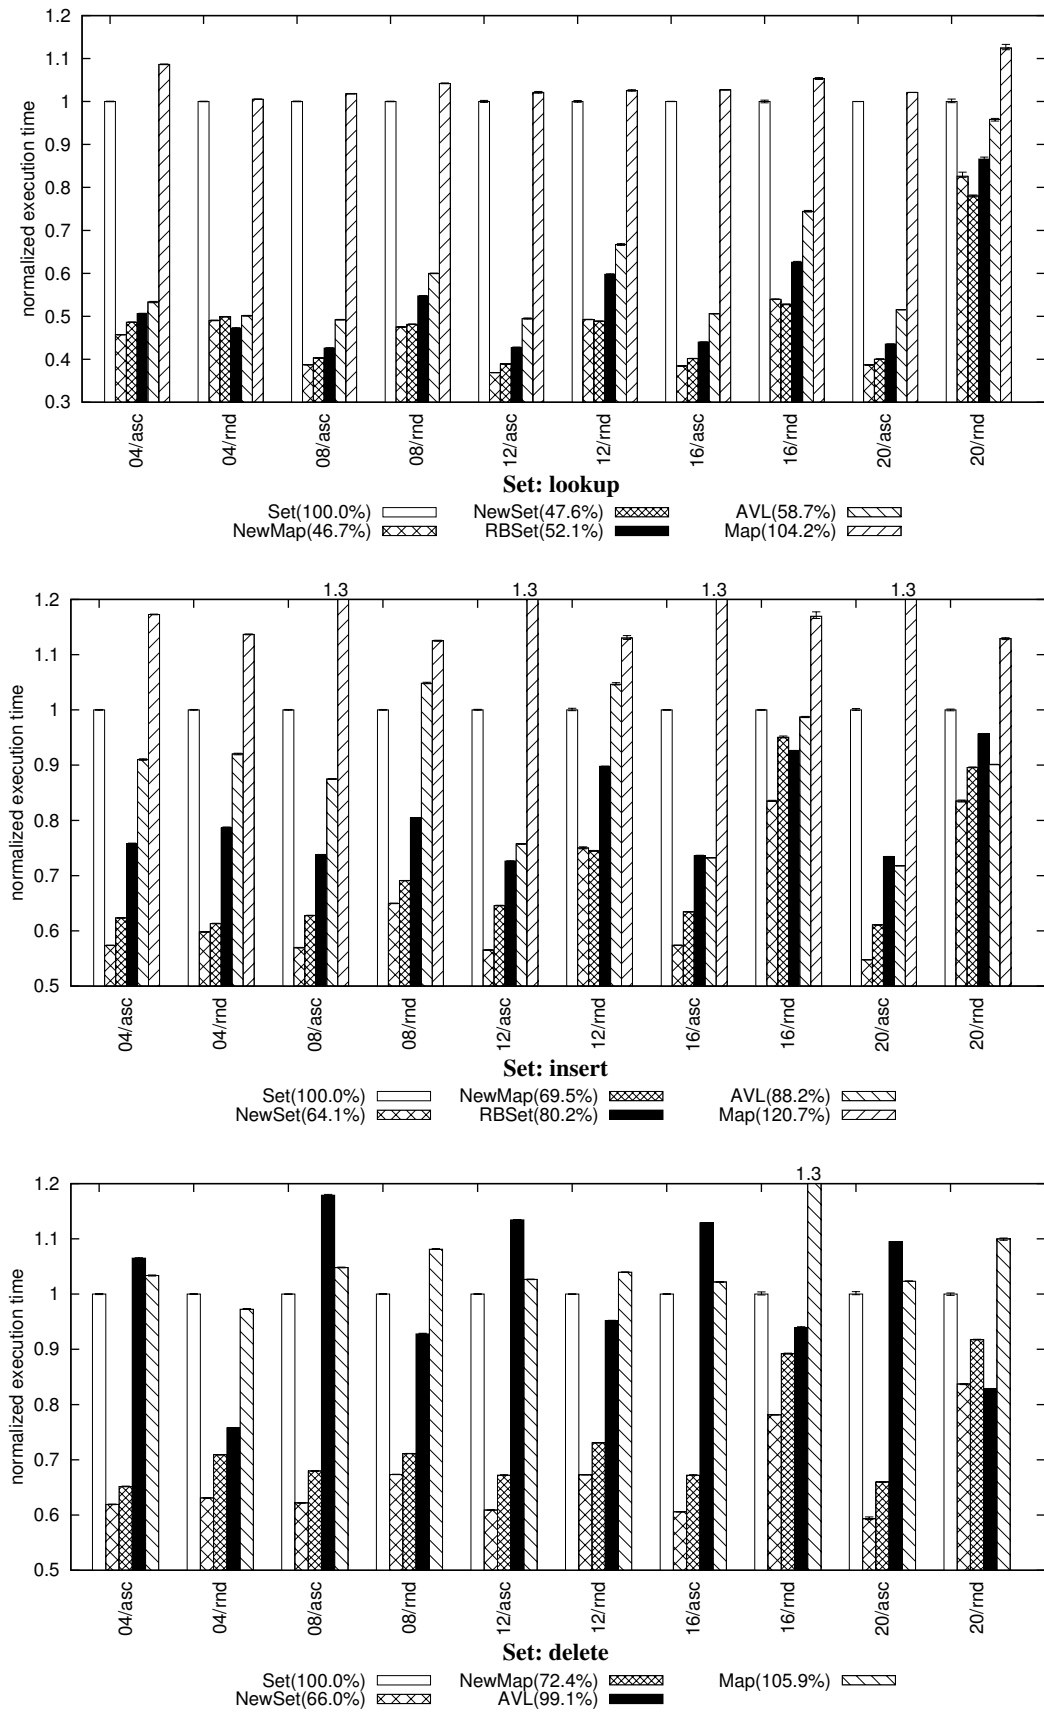 1.2
1.1
1
0.9
0.8
0.7
0.6
0.5
0.4
0.3
normalized execution time
04/asc
04/rnd
08/asc
08/rnd
12/asc
12/rnd
16/asc
16/rnd
20/asc
20/rnd
Set: lookup
Set(100.0%) NewSet(47.6%) AVL(58.7%)
NewMap(46.7%) RBSet(52.1%) Map(104.2%)
1.3 1.3 1.3 1.3
1.2
1.1
1
0.9
0.8
0.7
0.6
0.5
normalized execution time
04/asc
04/rnd
08/asc
08/rnd
12/asc
12/rnd
16/asc
16/rnd
20/asc
20/rnd
Set: insert
Set(100.0%) NewMap(69.5%) AVL(88.2%)
NewSet(64.1%) RBSet(80.2%) Map(120.7%)
1.3
1.2
1.1
1
0.9
0.8
0.7
0.6
0.5
normalized execution time
04/asc
04/rnd
08/asc
08/rnd
12/asc
12/rnd
16/asc
16/rnd
20/asc
20/rnd
Set: delete
Set(100.0%) NewMap(72.4%) Map(105.9%)
NewSet(66.0%) AVL(99.1%)